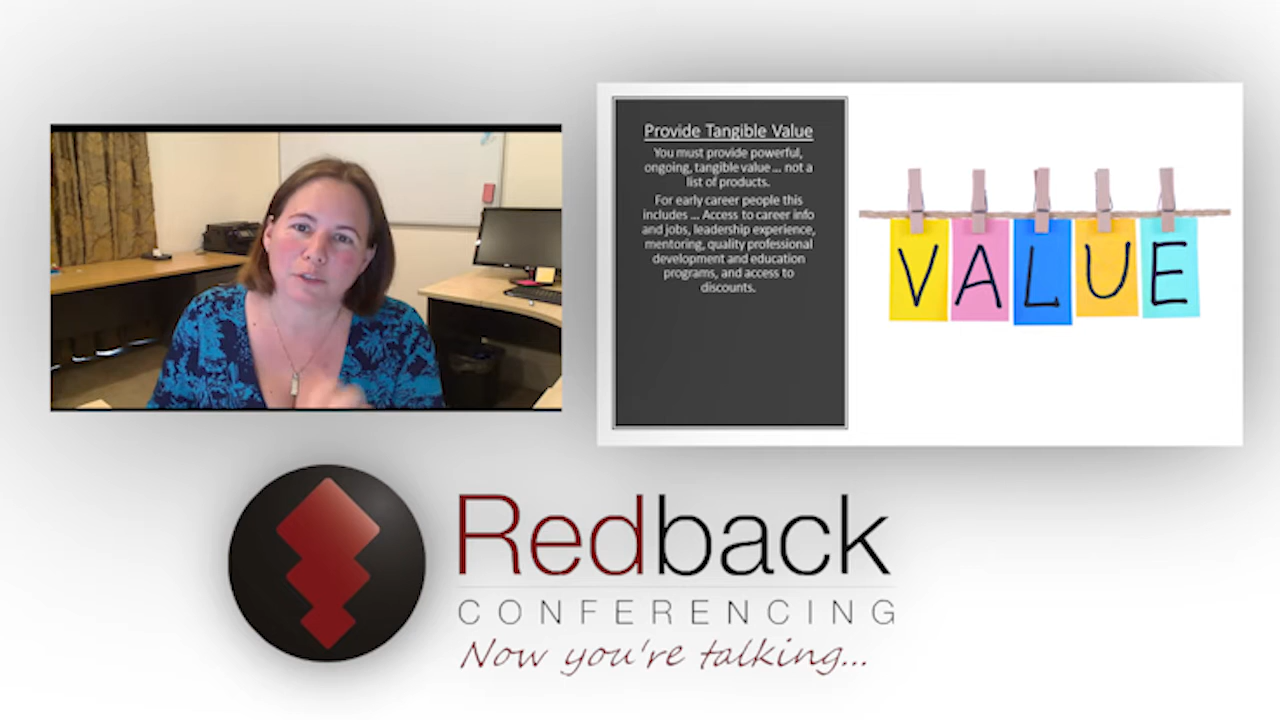 Provide Tangible Value
You must provide powerful,
ongoing, tangible value ... not a
list of products.
For early career people this
includes ... Access to career info
and jobs, leadership experience,
mentoring, quality professional
development and education
programs, and access to
discounts.
VALUE
Redback
CONFERENCING
Now you're talking...